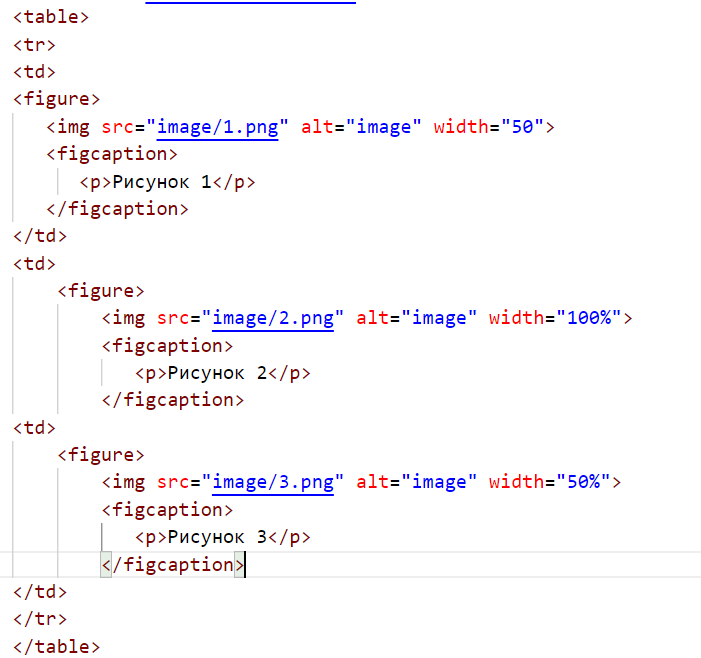 <table>
<tr>
<td>
<figure>
<img src="image/1.png" alt="image" width="50">
<figcaption>
<p>Рисунок 1</p>
</figcaption>
</td>
<td>
<figure>
<img src="image/2.png" alt="image" width="100%">
<figcaption>
<p>Рисунок 2</p>
</figcaption>
<td>
<figure>
<img src="image/3.png" alt="image" width="50%">
<figcaption>
<p>Рисунок 3</p>
</figcaption>
</td>
</tr>
</table>